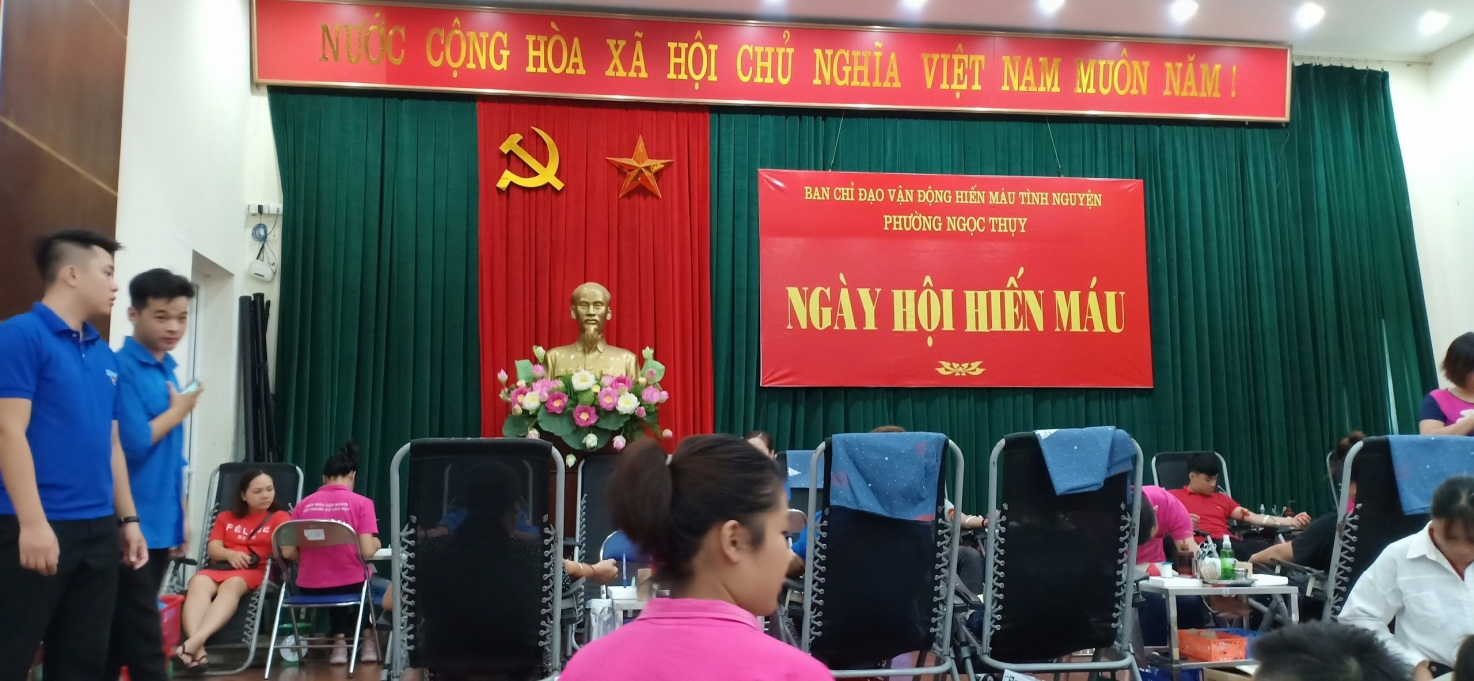 NƯỚC CỘNG HÒA XÃ HỘI CHỦ NGHĨA VIỆT NAM MUÔN NĂM !
BAN CHỈ ĐẠO VẬN ĐỘNG HIẾN MÁU TÌNH NGUYỆN
PHƯỜNG NGỌC THỤY
NGÀY HỘI HIẾN MÁU